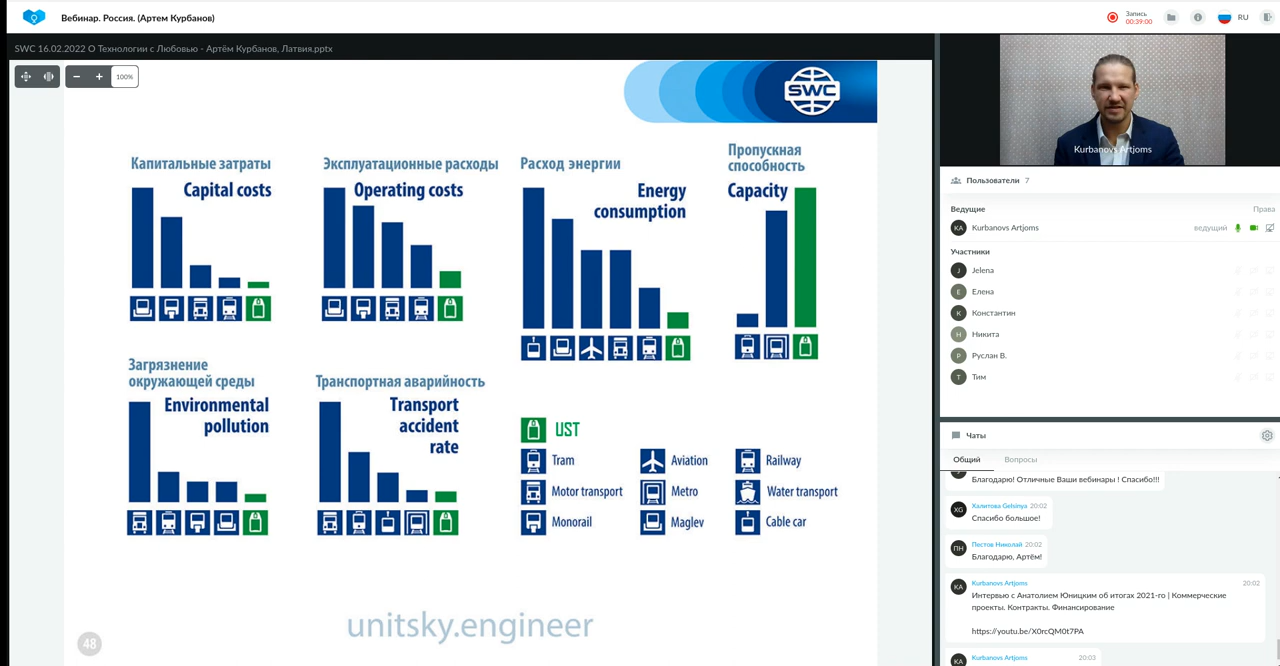 Вебинар. Россия. (Артем Курбанов)
Запись
00:39:00
RU
SWC 16.02.2022 О Технологии с Любовью - Артём Курбанов, Латвия.pptx
100%
SWC
Капитальные затраты
Capital costs
Эксплуатационные расходы
Operating costs
Расход энергии
Energy
consumption
Пропускная
способность
Capacity
Загрязнение
окружающей среды
Environmental
pollution
Транспортная аварийность
Transport
accident
rate
UST
Tram
Aviation
Railway
Motor transport
Metro
Water transport
Monorail
Maglev
Cable car
unitsky.engineer
48
Kurbanovs Artjoms
Пользователи 7
Ведущие
Права
KA Kurbanovs Artjoms
ведущий
Участники
J Jelena
Е Елена
К Константин
Н Никита
Р Руслан В.
Т Тим
Чаты
Общий
Вопросы
Благодарю! Отличные Ваши вебинары ! Спасибо!!!
XG Халитова Gelsinya 20:02
Спасибо большое!
ПН Пестов Николай 20:02
Благодарю, Артём!
KA Kurbanovs Artjoms 20:02
Интервью с Анатолием Юницким об итогах 2021-го | Коммерческие
проекты. Контракты. Финансирование
https://youtu.be/X0rcQM0t7PA
KA Kurbanovs Artjoms 20:03